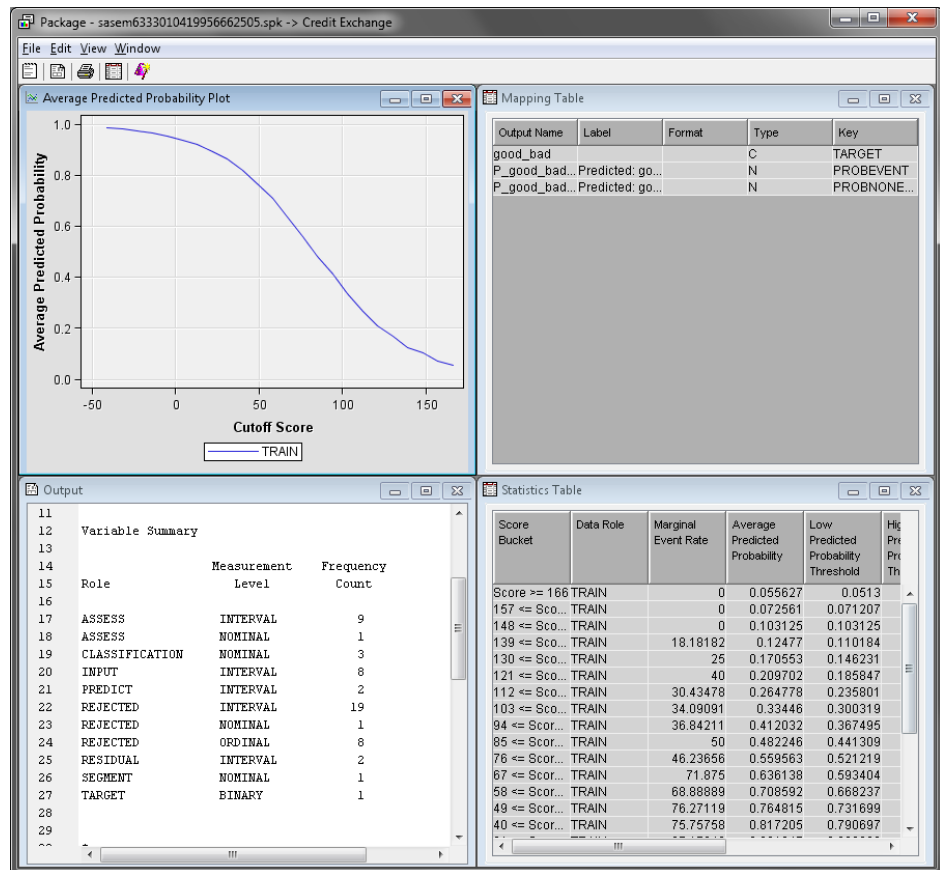 Package - sasem6333010419956662505.spk -> Credit Exchange
File Edit View Window
Average Predicted Probability Plot
Average Predicted Probability
1.0
0.8
0.6
0.4
0.2
0.0
-50 0 50 100 150
Cutoff Score
TRAIN
Mapping Table
Output Name Label Format Type Key
good_bad C TARGET
P_good_bad... Predicted: go... N PROBEVENT
P_good_bad... Predicted: go... N PROBNONE...
Output
11
12 Variable Summary
13
14 Measurement Frequency
15 Role Level Count
16
17 ASSESS INTERVAL 9
18 ASSESS NOMINAL 1
19 CLASSIFICATION NOMINAL 3
20 INPUT INTERVAL 8
21 PREDICT INTERVAL 2
22 REJECTED INTERVAL 19
23 REJECTED NOMINAL 1
24 REJECTED ORDINAL 8
25 RESIDUAL INTERVAL 2
26 SEGMENT NOMINAL 1
27 TARGET BINARY 1
28
29
Statistics Table
Score Bucket Data Role Marginal Event Rate Average Predicted Probability Low Predicted Probability Threshold
Score >= 166 TRAIN 0 0.055627 0.0513
157 <= Sco... TRAIN 0 0.072561 0.071207
148 <= Sco... TRAIN 0 0.103125 0.103125
139 <= Sco... TRAIN 18.18182 0.12477 0.110184
130 <= Sco... TRAIN 25 0.170553 0.146231
121 <= Sco... TRAIN 40 0.209702 0.185847
112 <= Sco... TRAIN 30.43478 0.264778 0.235801
103 <= Sco... TRAIN 34.09091 0.33446 0.300319
94 <= Scor... TRAIN 36.84211 0.412032 0.367495
85 <= Scor... TRAIN 50 0.482246 0.441309
76 <= Scor... TRAIN 46.23656 0.559563 0.521219
67 <= Scor... TRAIN 71.875 0.636138 0.593404
58 <= Scor... TRAIN 68.88889 0.708592 0.668237
49 <= Scor... TRAIN 76.27119 0.764815 0.731699
40 <= Scor... TRAIN 75.75758 0.817205 0.790697